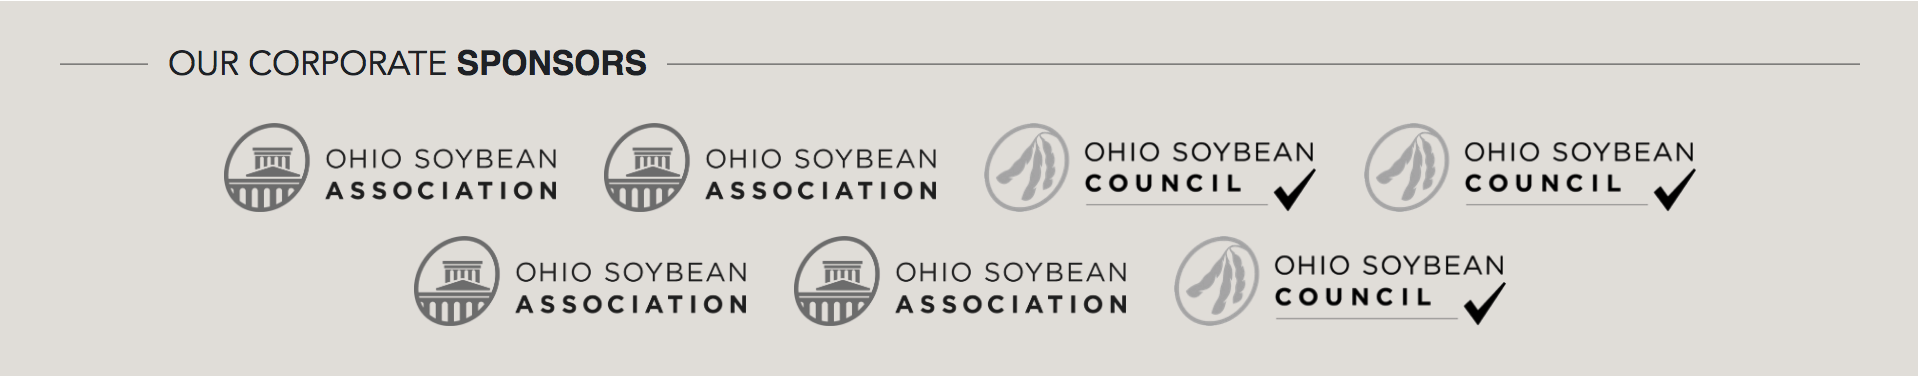 OUR CORPORATE SPONSORS
OHIO SOYBEAN
ASSOCIATION
OHIO SOYBEAN
ASSOCIATION
OHIO SOYBEAN
COUNCIL
OHIO SOYBEAN
COUNCIL
OHIO SOYBEAN
ASSOCIATION
OHIO SOYBEAN
ASSOCIATION
OHIO SOYBEAN
COUNCIL